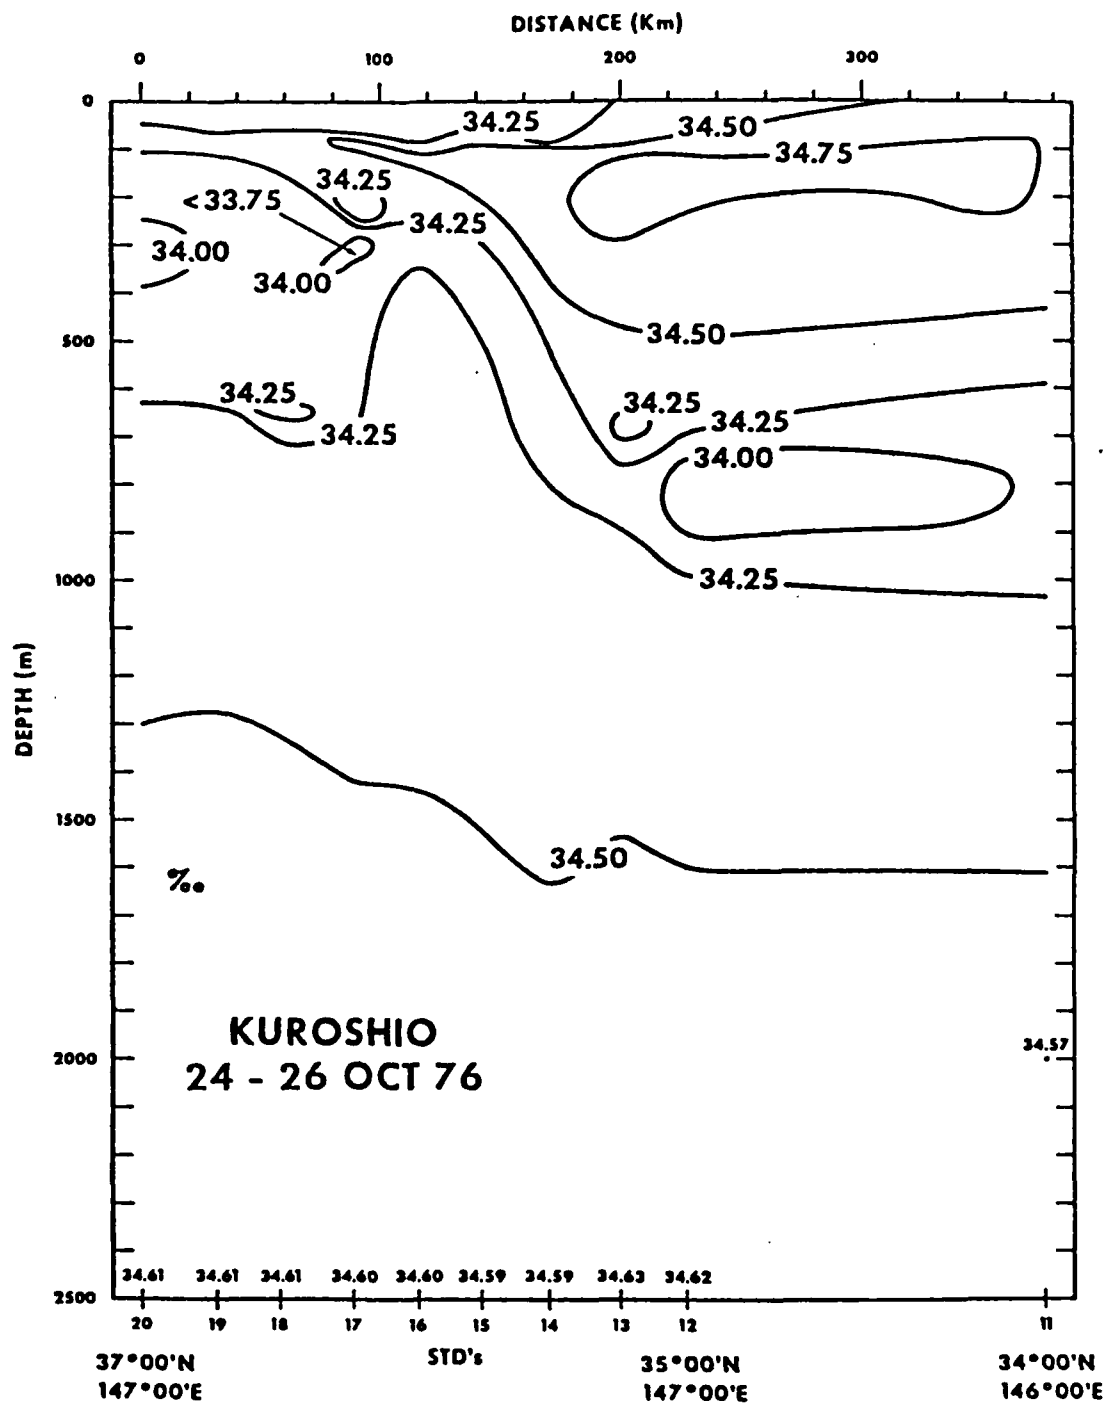 DISTANCE (Km)
0 100 200 300
0
34.25
34.50
34.75
34.25
<33.75
34.25
34.00
34.00
500
34.50
34.25
34.25
34.25
34.25
34.00
1000
34.25
DEPTH (m)
1500
34.50
‰
KUROSHIO
24 - 26 OCT 76
2000
34.57
34.61 34.61 34.61 34.60 34.60 34.59 34.59 34.63 34.62
2500
20 19 18 17 16 15 14 13 12 11
STD's
37°00'N 35°00'N 34°00'N
147°00'E 147°00'E 146°00'E